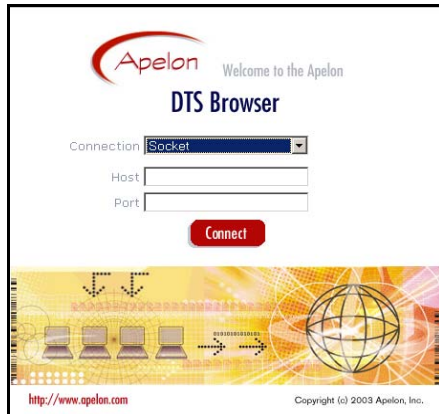 Apelon
Welcome to the Apelon
DTS Browser
Connection Socket
Host
Port
Connect
01010101010101
http://www.apelon.com
Copyright (c) 2003 Apelon, Inc.